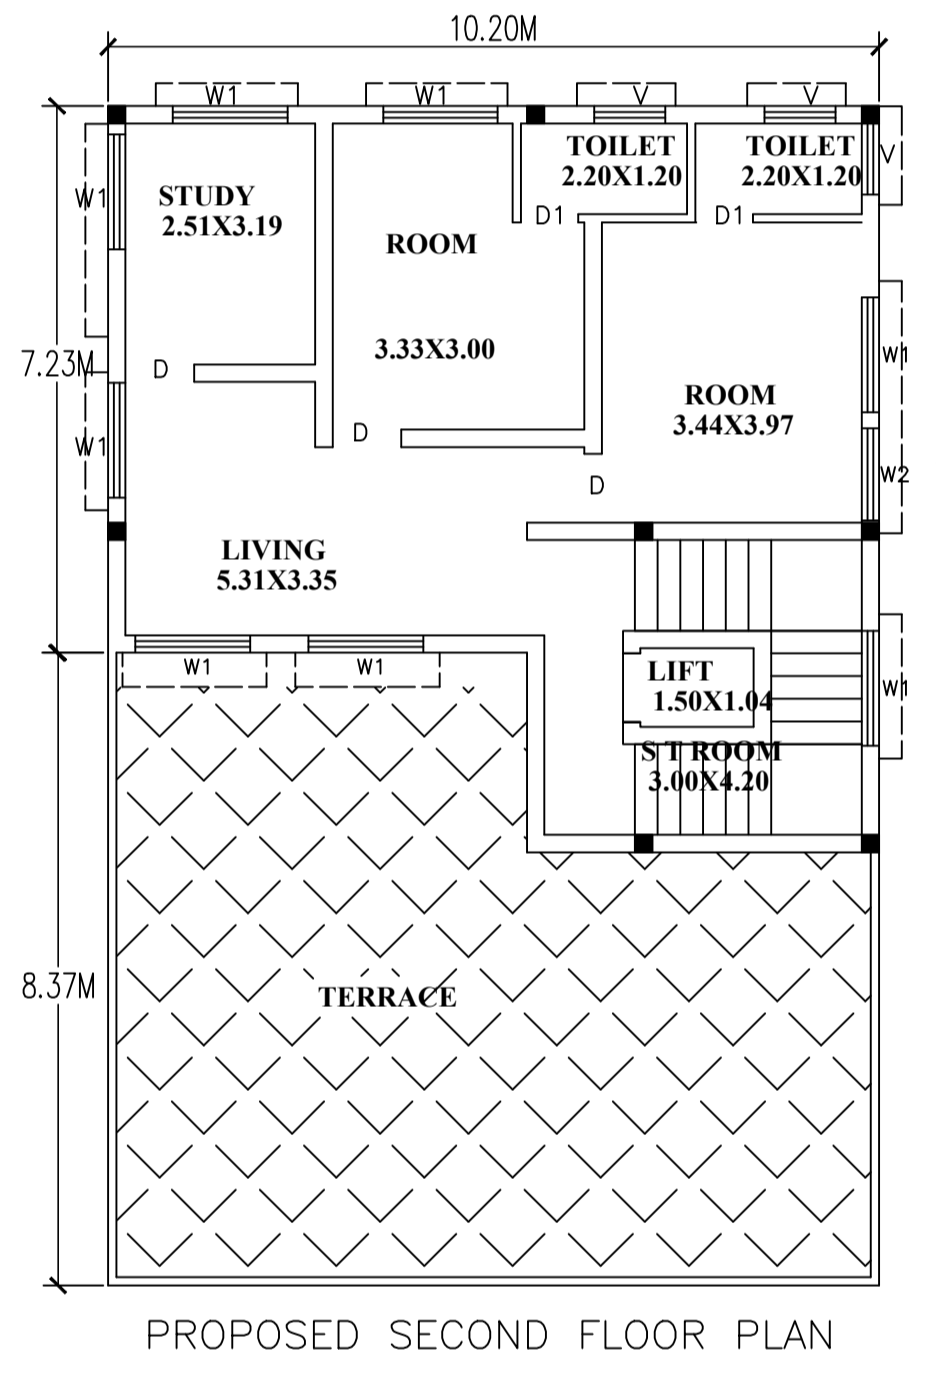 10.20M
W1
W1
V
V
TOILET
2.20X1.20
TOILET
2.20X1.20
V
W1
STUDY
2.51X3.19
D1
D1
ROOM
7.23M
D
3.33X3.00
W1
ROOM
3.44X3.97
W1
D
W2
D
LIVING
5.31X3.35
W1
W1
LIFT
1.50X1.04
W1
S T ROOM
3.00X4.20
8.37M
TERRACE
PROPOSED SECOND FLOOR PLAN